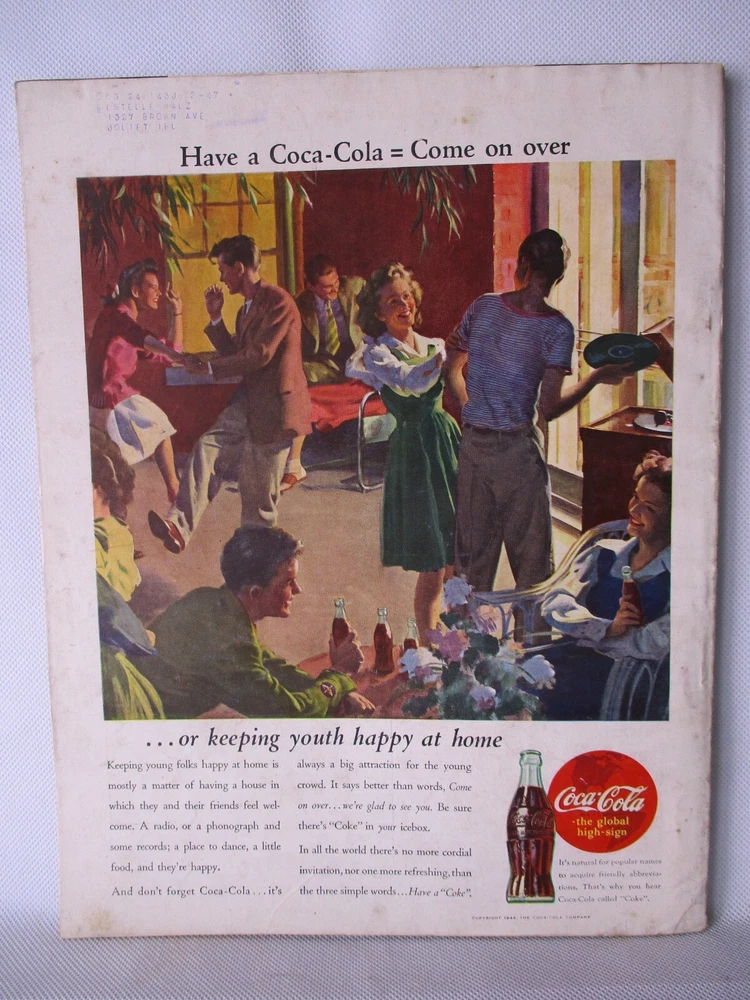 1327 BROWN AVE
JOLIET ILL
Have a Coca-Cola = Come on over
...or keeping youth happy at home
Keeping young folks happy at home is
mostly a matter of having a house in
which they and their friends feel wel-
come. A radio, or a phonograph and
some records; a place to dance, a little
food, and they're happy.
And don't forget Coca-Cola...it's
always a big attraction for the young
crowd. It says better than words, Come
on over...we're glad to see you. Be sure
there's "Coke" in your icebox.
In all the world there's no more cordial
invitation, nor one more refreshing, than
the three simple words...Have a "Coke".
Coca-Cola
Coca-Cola
-the global
high-sign
It's natural for popular names
to acquire friendly abbrevia-
tions. That's why you hear
Coca-Cola called "Coke".
COPYRIGHT 1944, THE COCA-COLA COMPANY